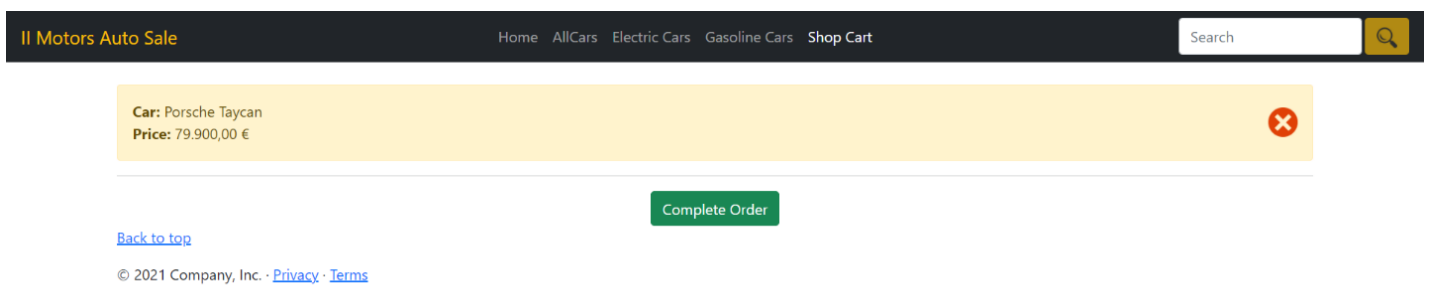 II Motors Auto Sale Home AllCars Electric Cars Gasoline Cars Shop Cart Search
Car: Porsche Taycan
Price: 79.900,00 €
Complete Order
Back to top
© 2021 Company, Inc. · Privacy · Terms